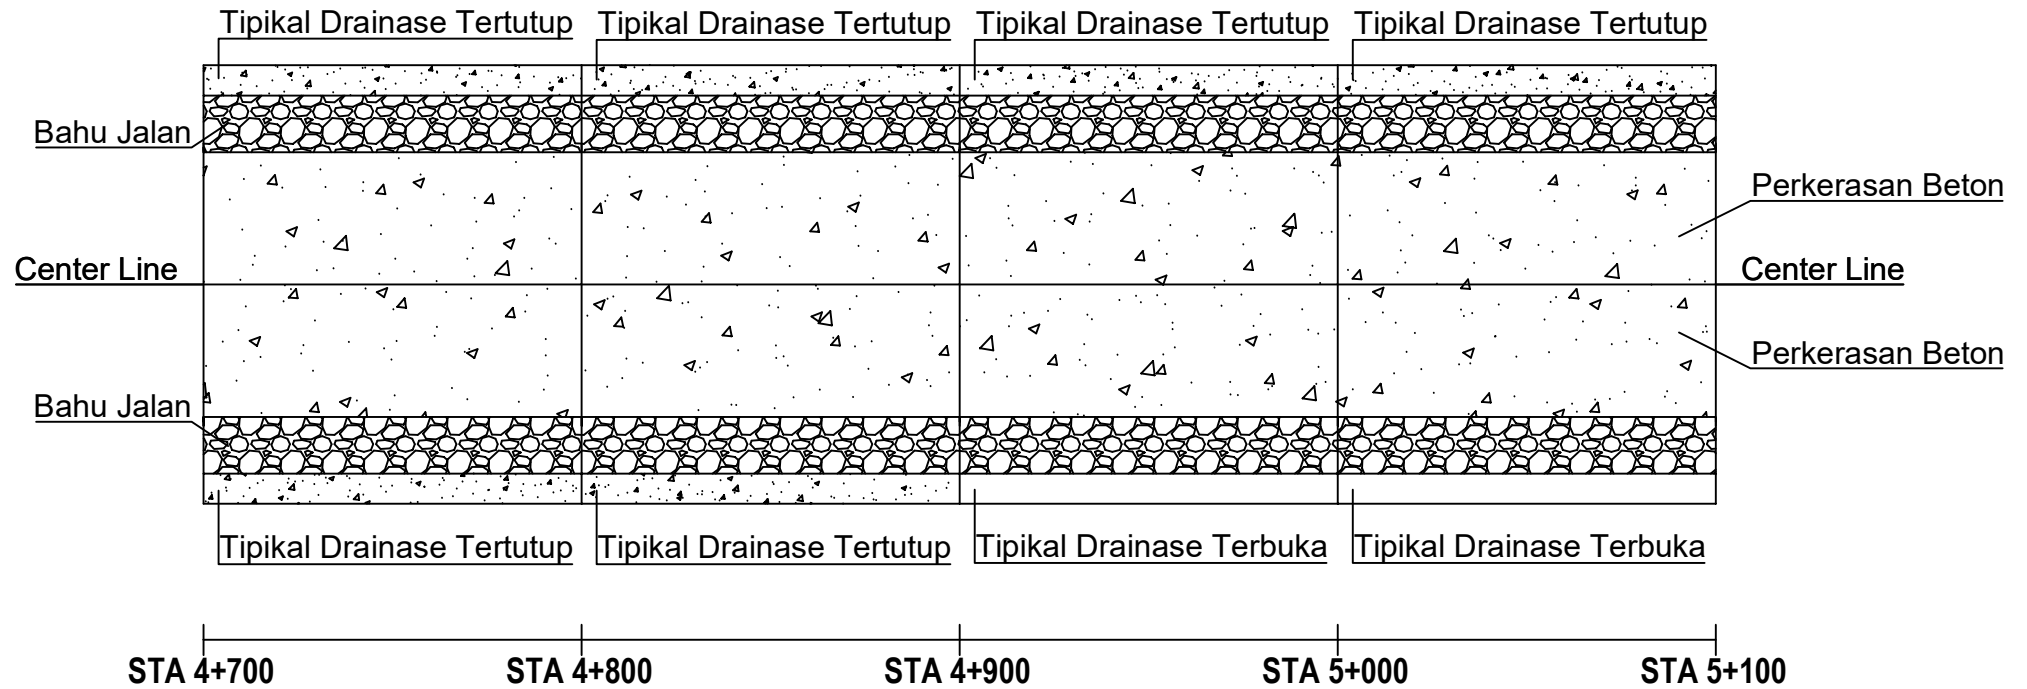 Tipikal Drainase Tertutup
Tipikal Drainase Tertutup
Tipikal Drainase Tertutup
Tipikal Drainase Tertutup
Bahu Jalan
Perkerasan Beton
Center Line
Center Line
Perkerasan Beton
Bahu Jalan
Tipikal Drainase Tertutup
Tipikal Drainase Tertutup
Tipikal Drainase Terbuka
Tipikal Drainase Terbuka
STA 4+700
STA 4+800
STA 4+900
STA 5+000
STA 5+100